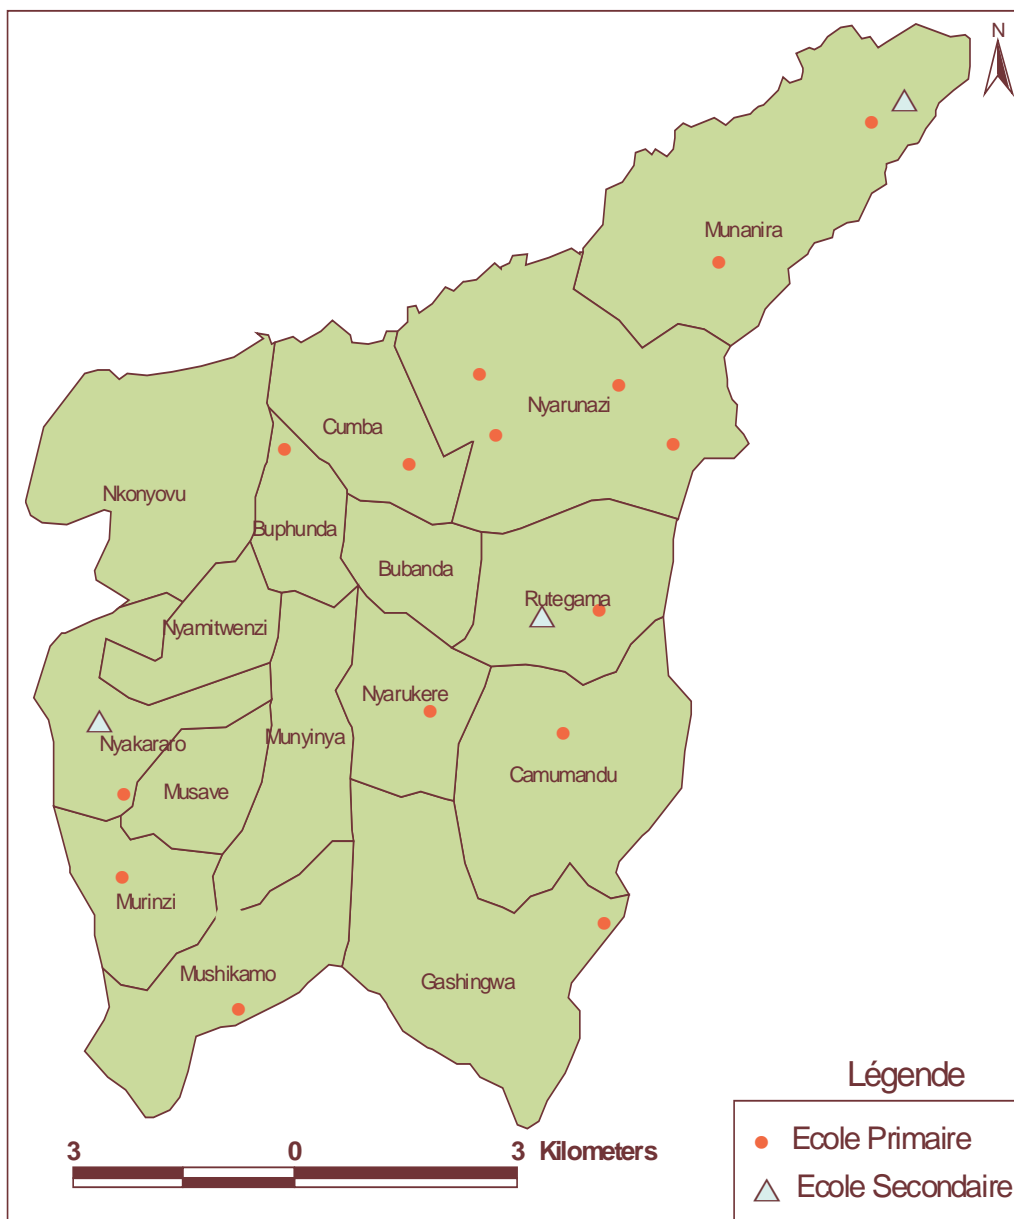 N
Munanira
Nyarunazi
Cumba
Nkonyovu
Buphunda
Bubanda
Rutegama
Nyamitwenzi
Nyarukere
Munyinya
Nyakararo
Camumandu
Musave
Murinzi
Mushikamo
Gashingwa
Légende
Ecole Primaire
Ecole Secondaire
3 0 3 Kilometers